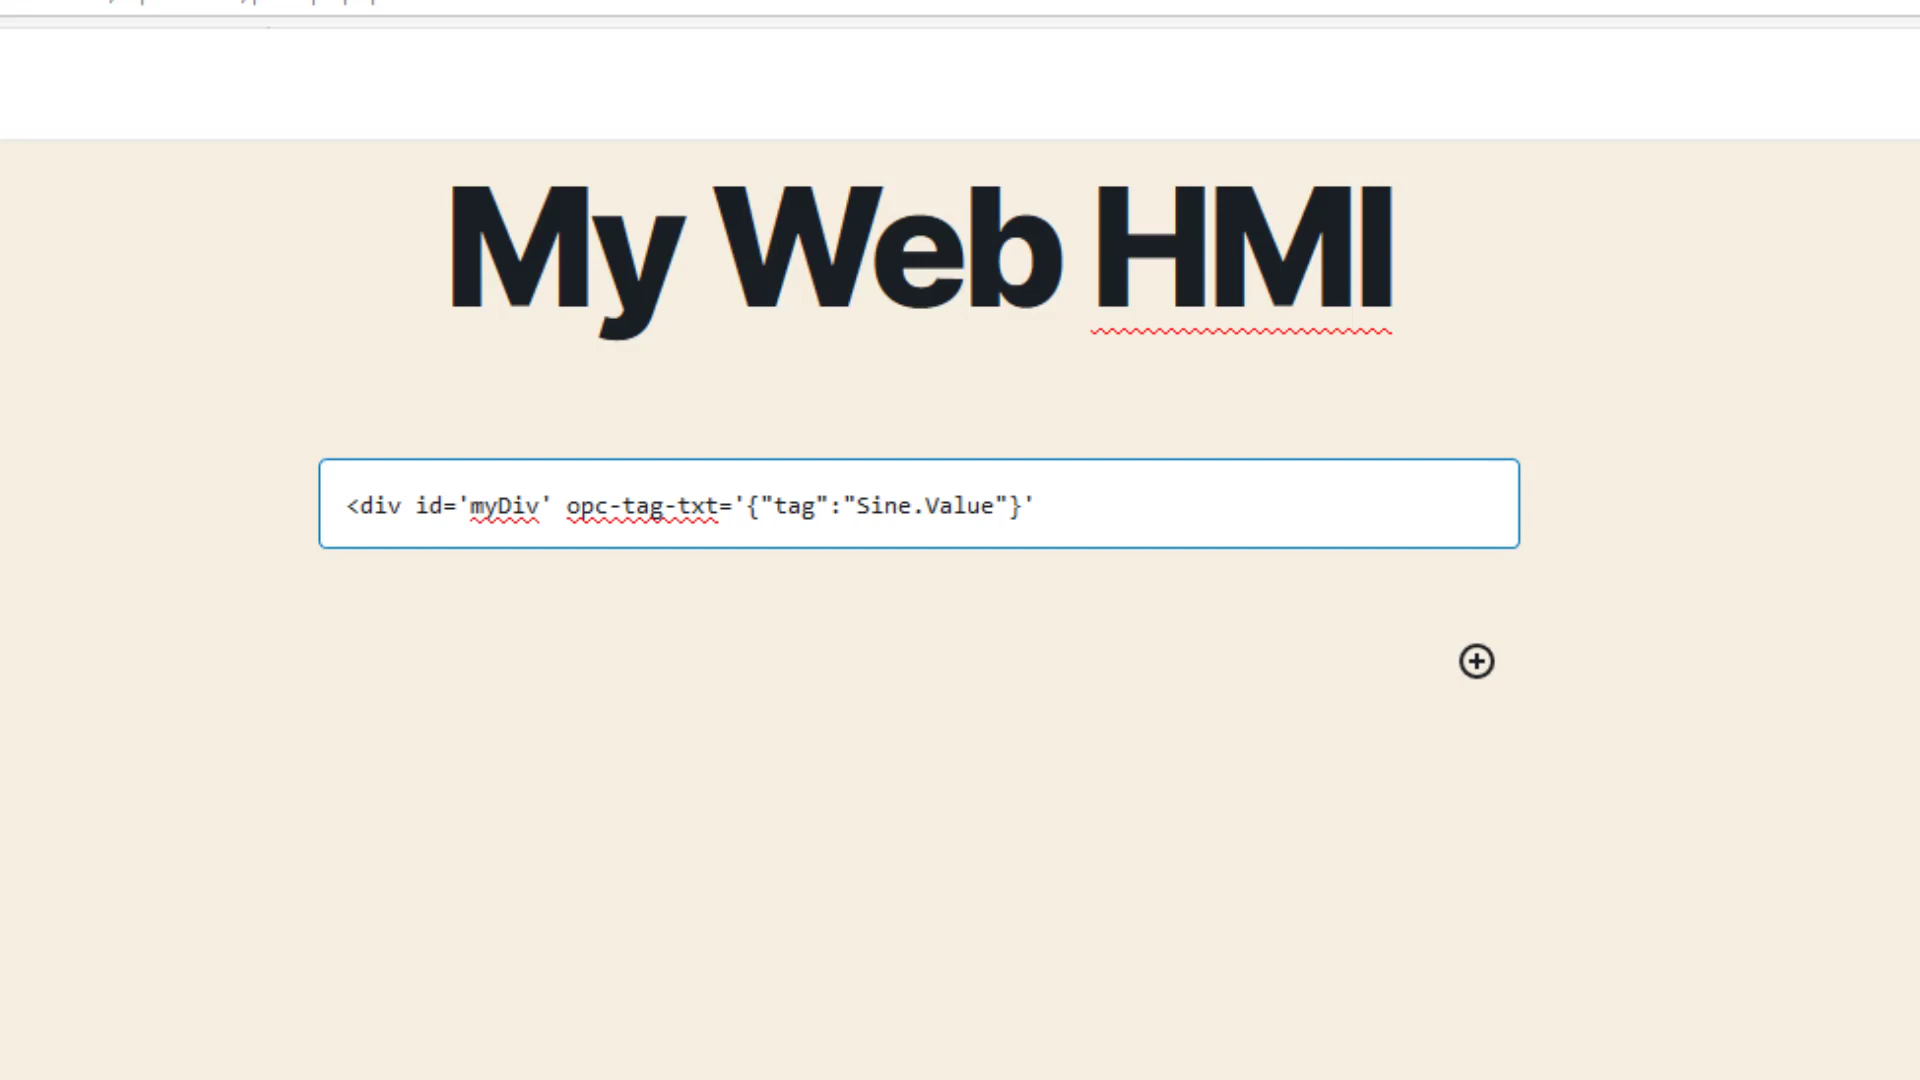 My Web HMI
<div id='myDiv' opc-tag-txt='{"tag":"Sine.Value"}'